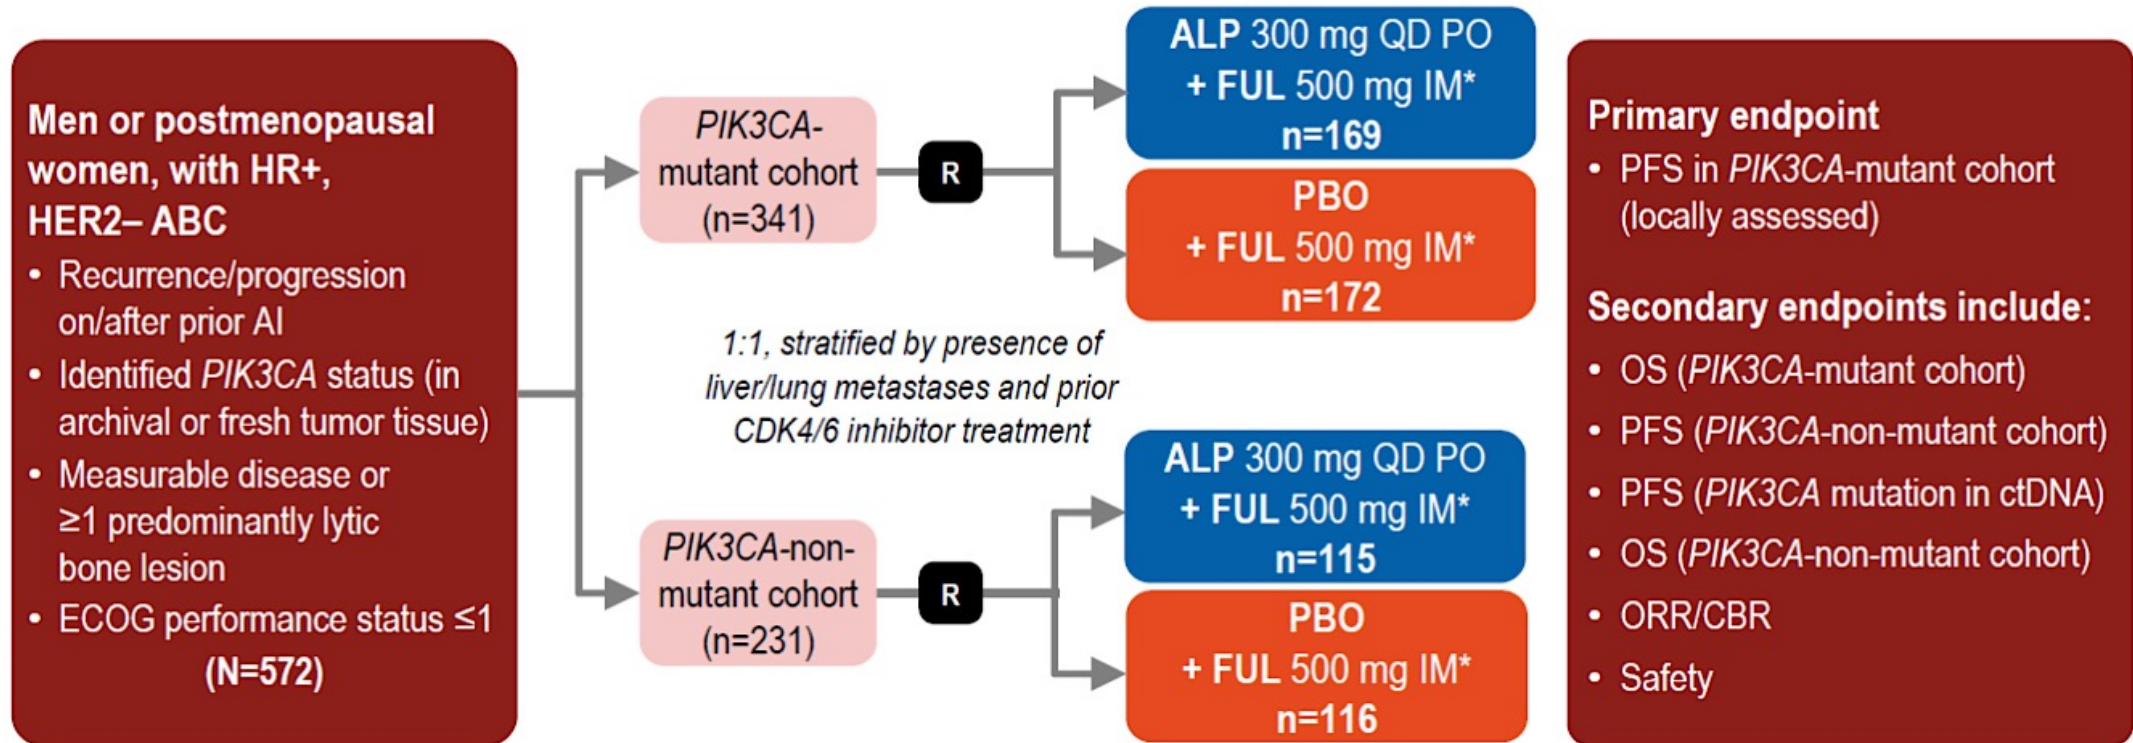 Men or postmenopausal
women, with HR+,
HER2– ABC
• Recurrence/progression
on/after prior AI
• Identified PIK3CA status (in
archival or fresh tumor tissue)
• Measurable disease or
≥1 predominantly lytic
bone lesion
• ECOG performance status ≤1
(N=572)
PIK3CA-
mutant cohort
(n=341)
R
ALP 300 mg QD PO
+ FUL 500 mg IM*
n=169
PBO
+ FUL 500 mg IM*
n=172
1:1, stratified by presence of
liver/lung metastases and prior
CDK4/6 inhibitor treatment
PIK3CA-non-
mutant cohort
(n=231)
R
ALP 300 mg QD PO
+ FUL 500 mg IM*
n=115
PBO
+ FUL 500 mg IM*
n=116
Primary endpoint
• PFS in PIK3CA-mutant cohort
(locally assessed)
Secondary endpoints include:
• OS (PIK3CA-mutant cohort)
• PFS (PIK3CA-non-mutant cohort)
• PFS (PIK3CA mutation in ctDNA)
• OS (PIK3CA-non-mutant cohort)
• ORR/CBR
• Safety